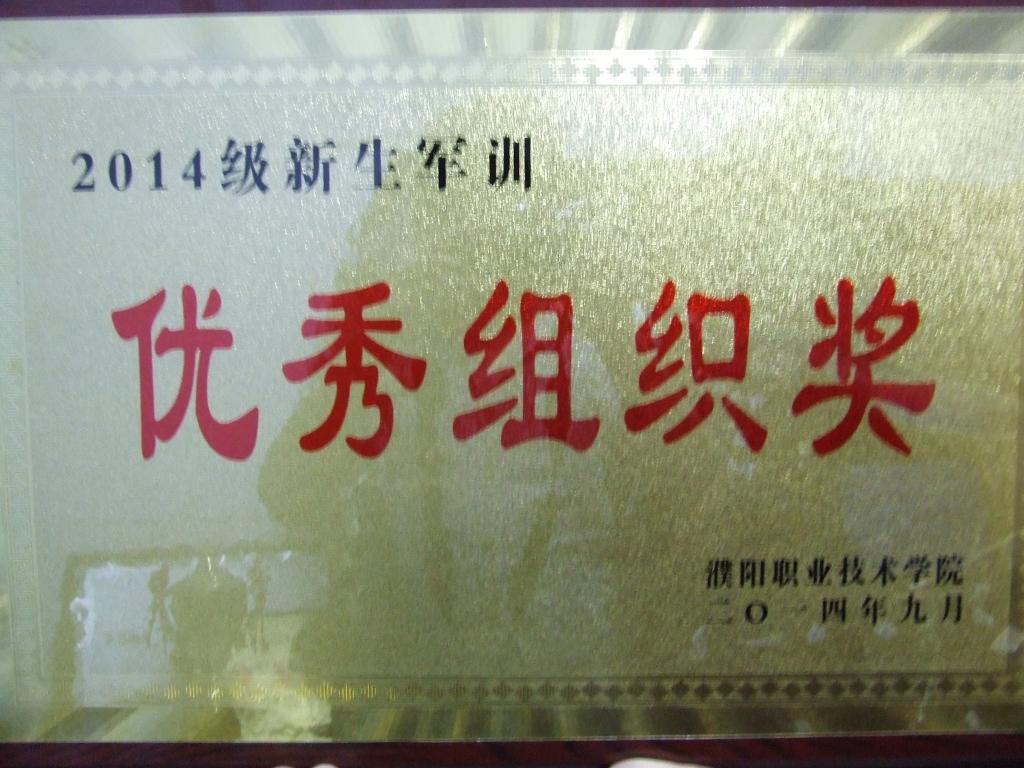 2014级新生军训
优秀组织奖
濮阳职业技术学院
二〇一四年九月